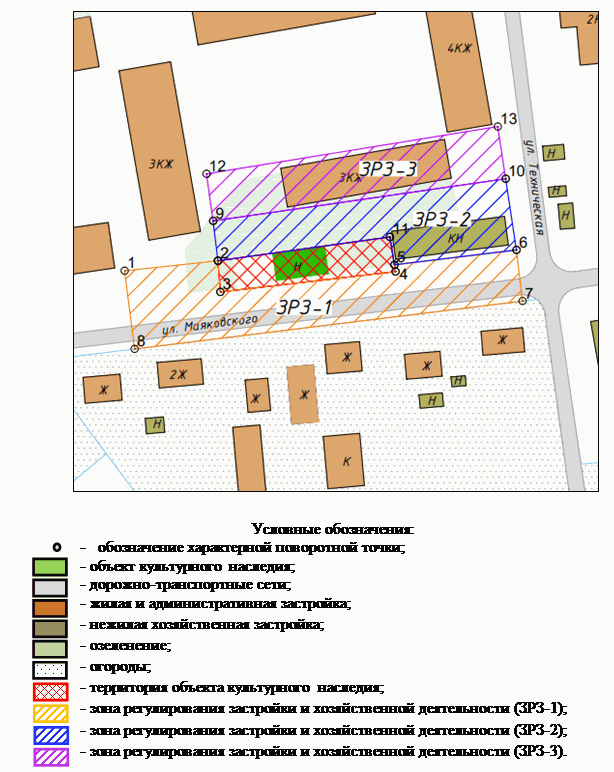 2К
4КЖ
13
Н
3КЖ
12
3КЖ
ЗРЗ-3
ул. Техническая
10
Н
9
ЗРЗ-2
Н
11
КН
6
2
1
5
Н
4
3
ЗРЗ-1
7
ул. Маяковского
8
Ж
Ж
2Ж
Ж
Н
Ж
Ж
Ж
Н
Н
К
Условные обозначения:
- обозначение характерной поворотной точки;
- объект культурного наследия;
- дорожно-транспортные сети;
- жилая и административная застройка;
- нежилая хозяйственная застройка;
- озеленение;
- огороды;
- территория объекта культурного наследия;
- зона регулирования застройки и хозяйственной деятельности (ЗРЗ-1);
- зона регулирования застройки и хозяйственной деятельности (ЗРЗ-2);
- зона регулирования застройки и хозяйственной деятельности (ЗРЗ-3).